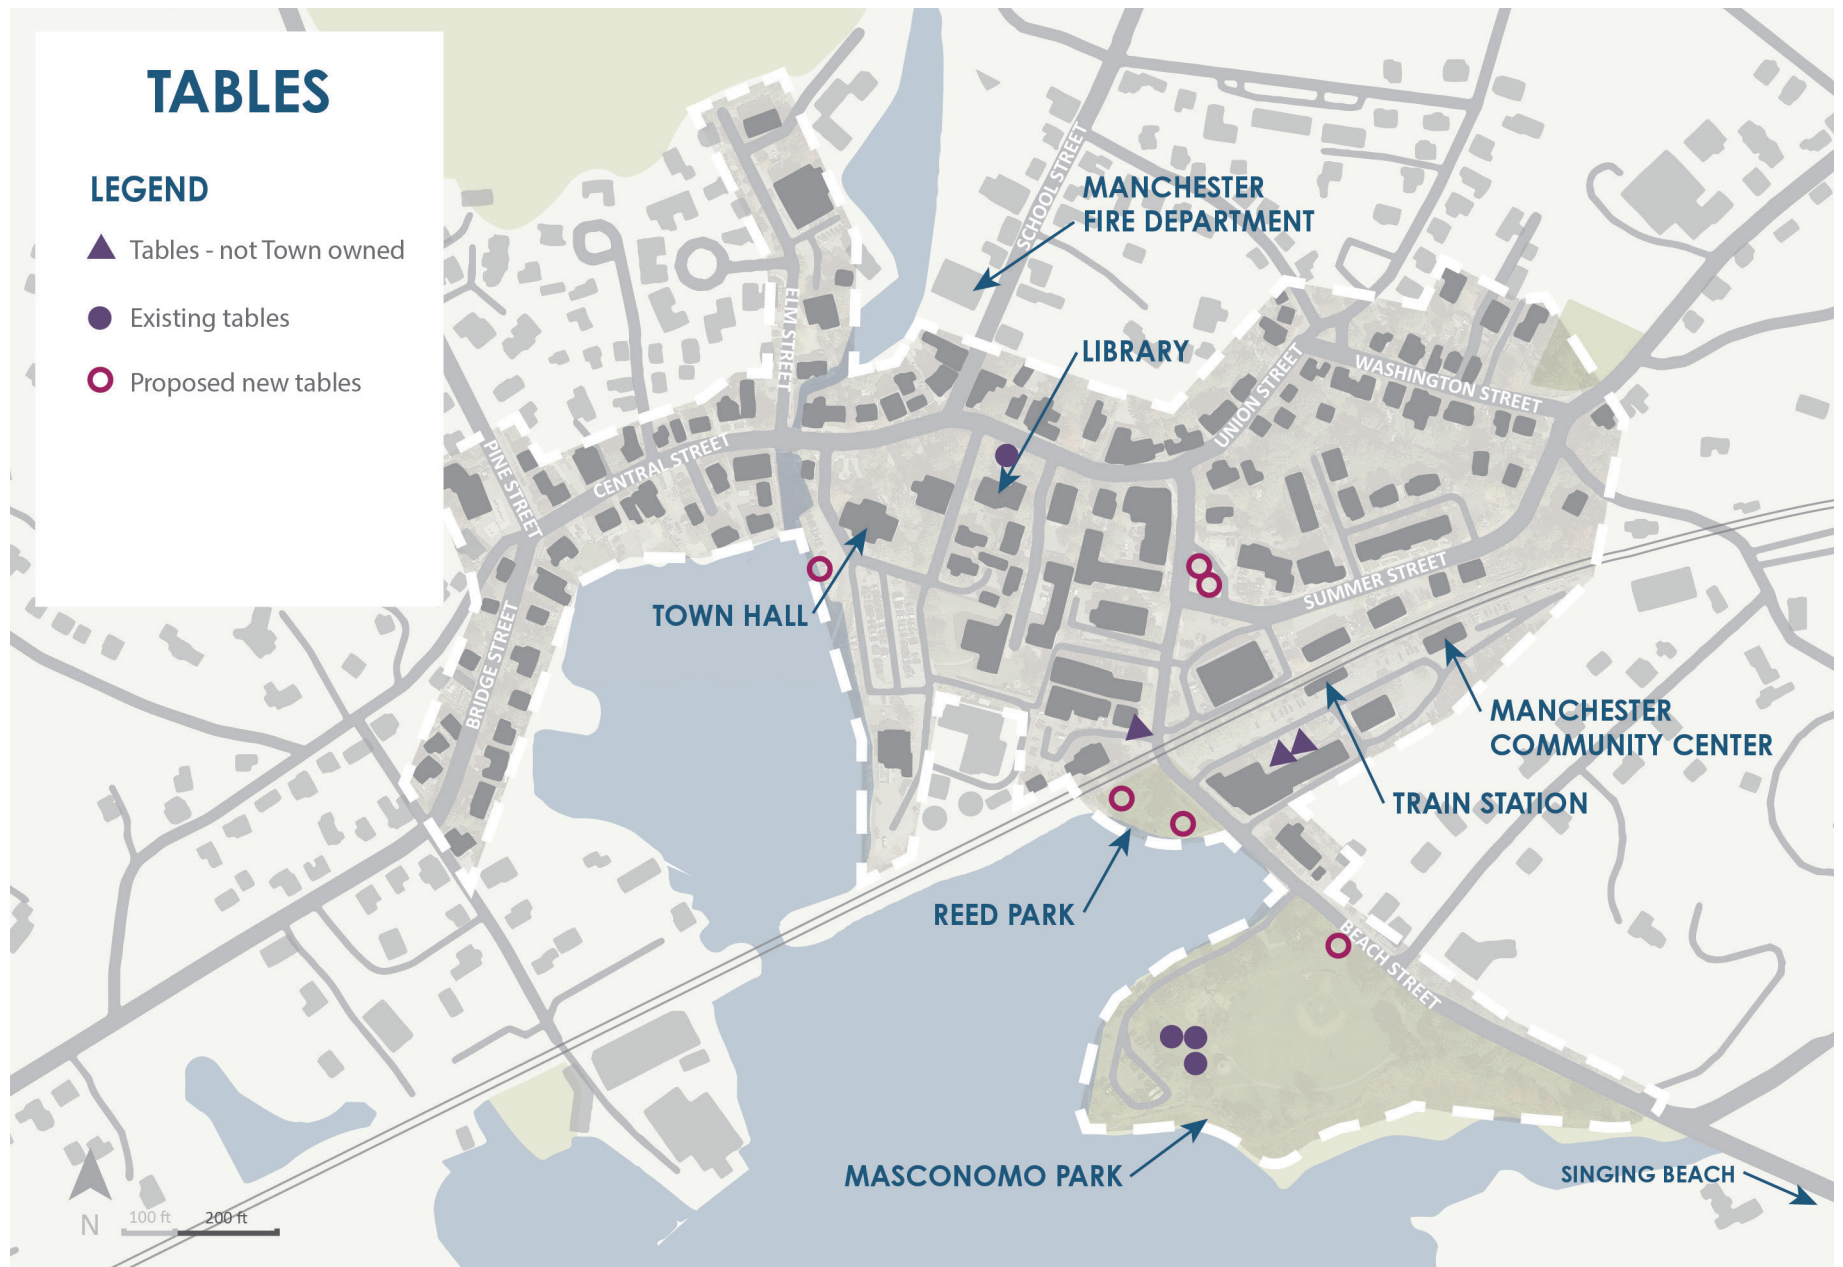 TABLES
LEGEND
Tables - not Town owned
Existing tables
Proposed new tables
MANCHESTER
FIRE DEPARTMENT
SCHOOL STREET
LIBRARY
ELM STREET
UNION STREET
WASHINGTON STREET
PINE STREET
CENTRAL STREET
SUMMER STREET
TOWN HALL
BRIDGE STREET
MANCHESTER
COMMUNITY CENTER
TRAIN STATION
REED PARK
BEACH STREET
MASCONOMO PARK
SINGING BEACH
N
100 ft
200 ft